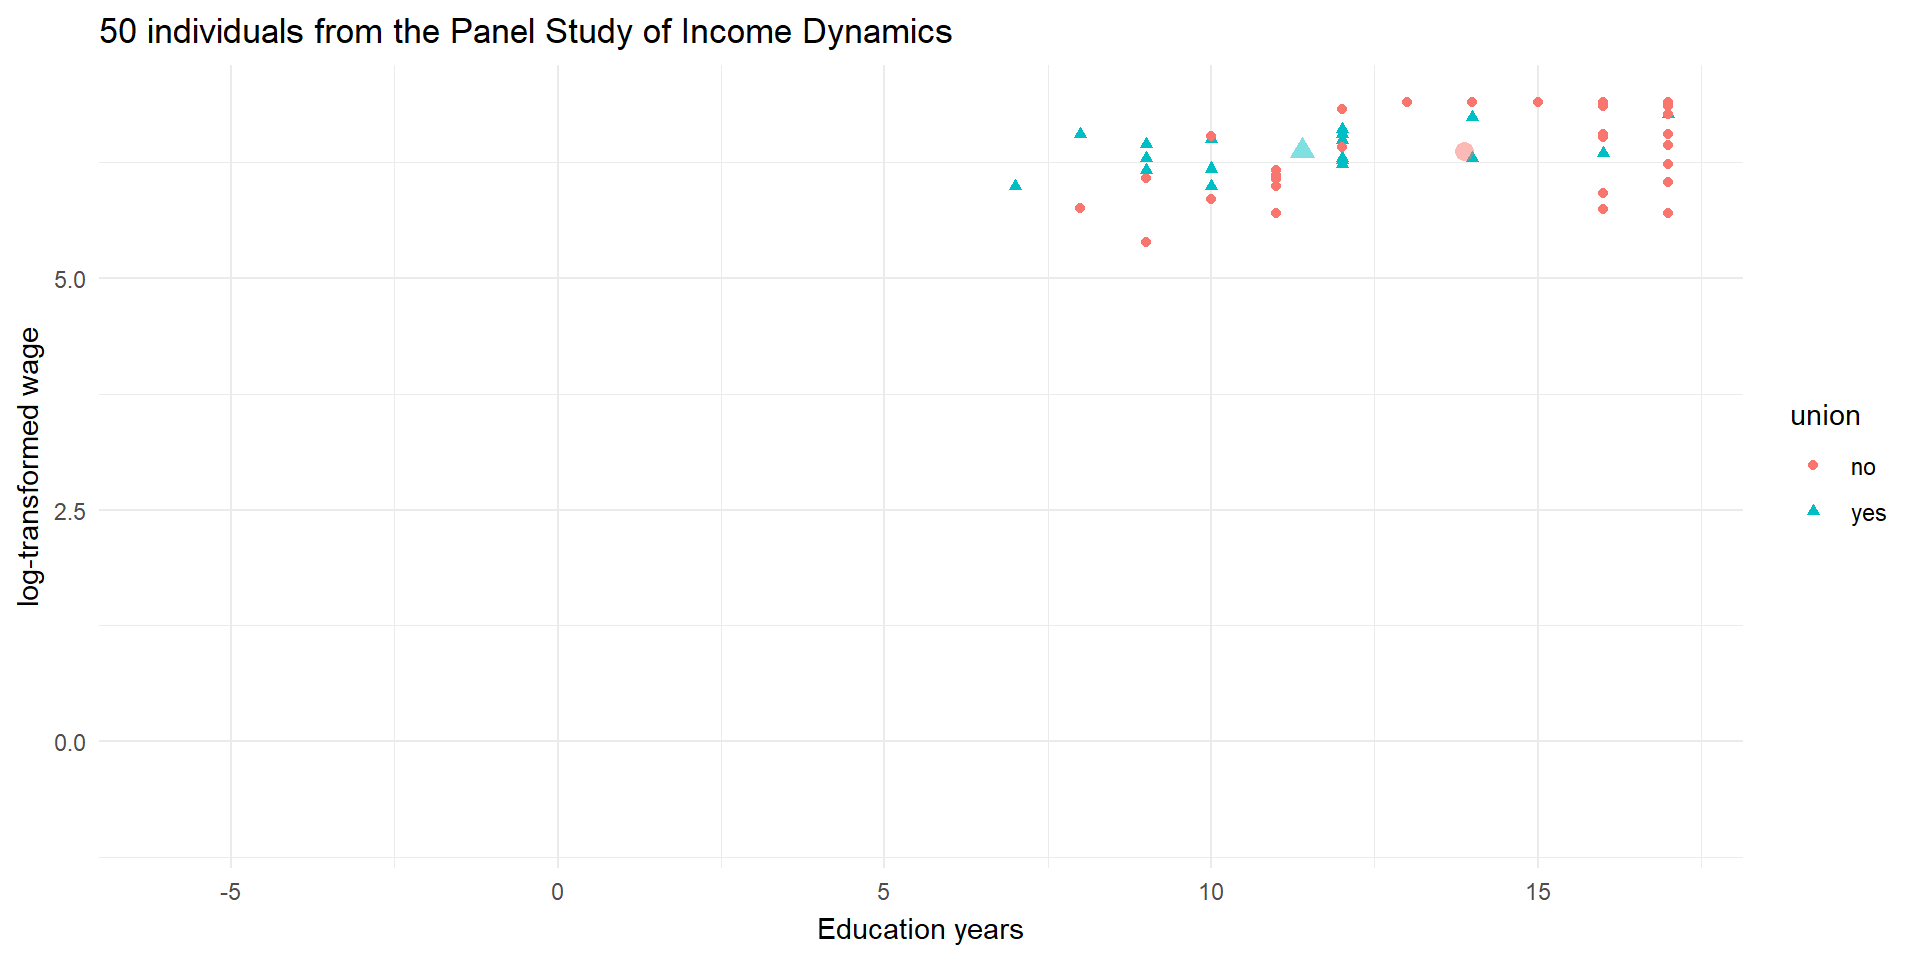 50 individuals from the Panel Study of Income Dynamics
log-transformed wage
5.0
2.5
0.0
-5
0
5
10
15
Education years
union
no
yes